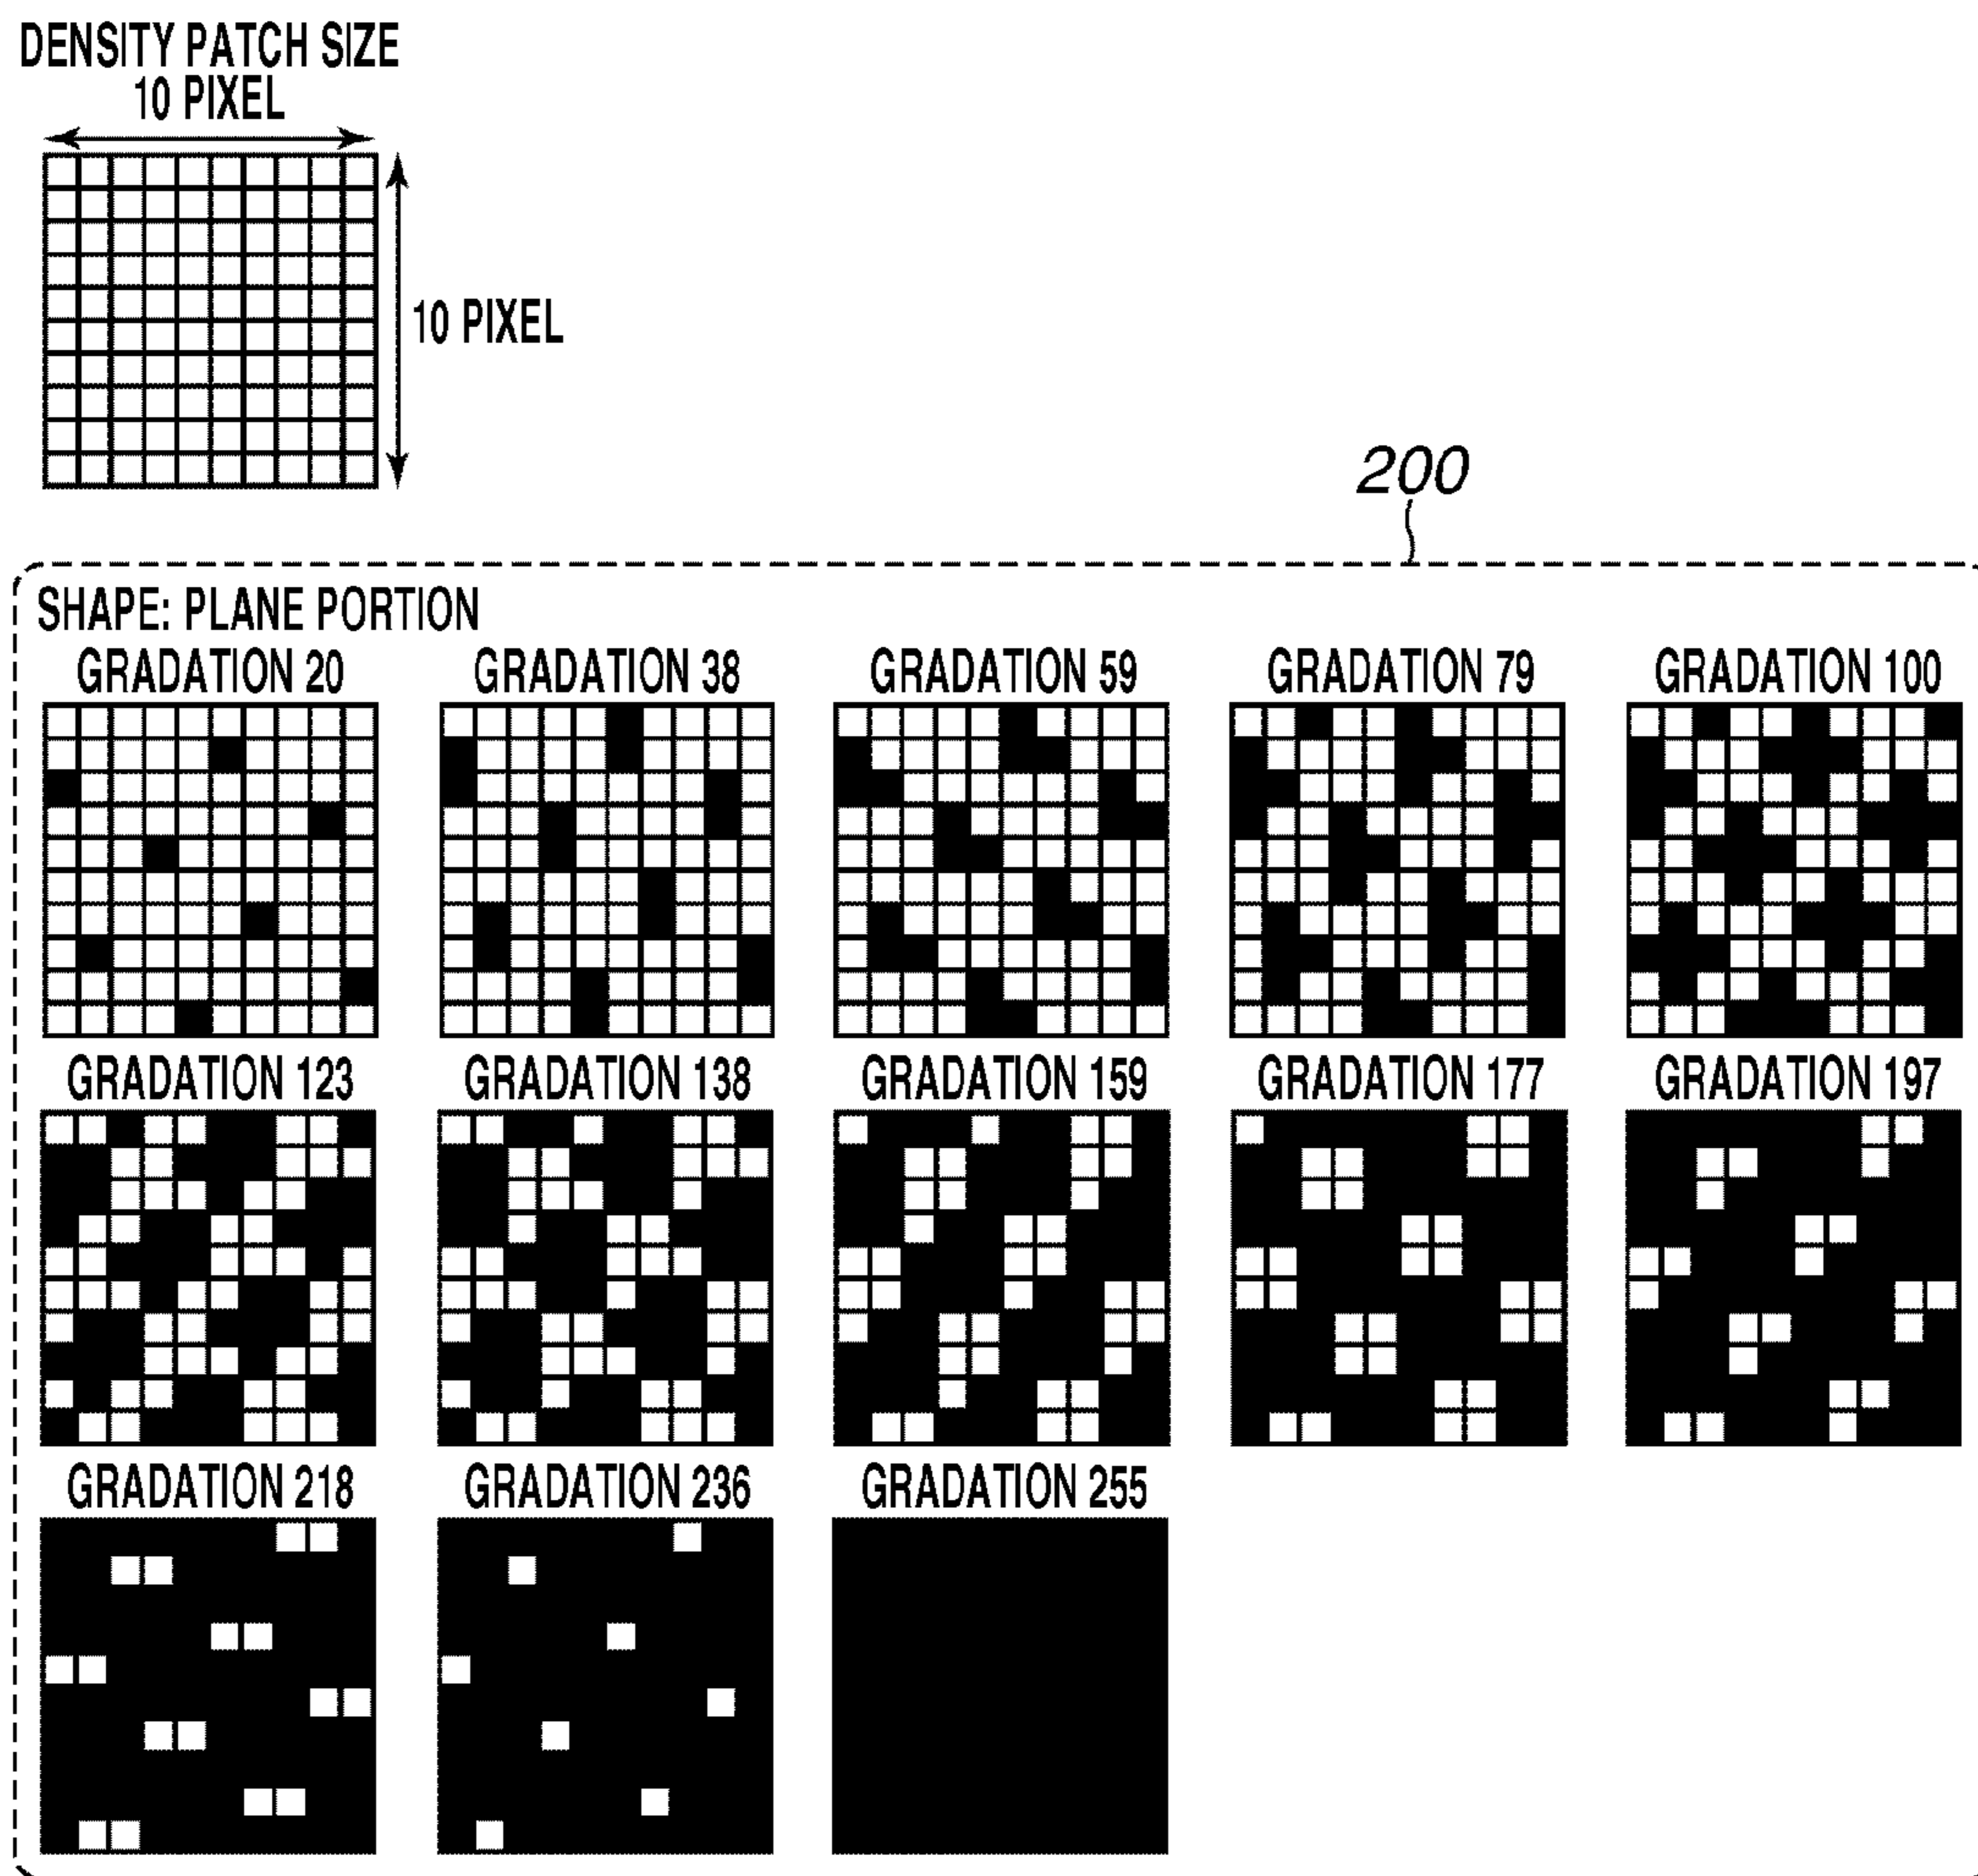 DENSITY PATCH SIZE
10 PIXEL
10 PIXEL
200
SHAPE: PLANE PORTION
GRADATION 20
GRADATION 38
GRADATION 59
GRADATION 79
GRADATION 100
GRADATION 123
GRADATION 138
GRADATION 159
GRADATION 177
GRADATION 197
GRADATION 218
GRADATION 236
GRADATION 255